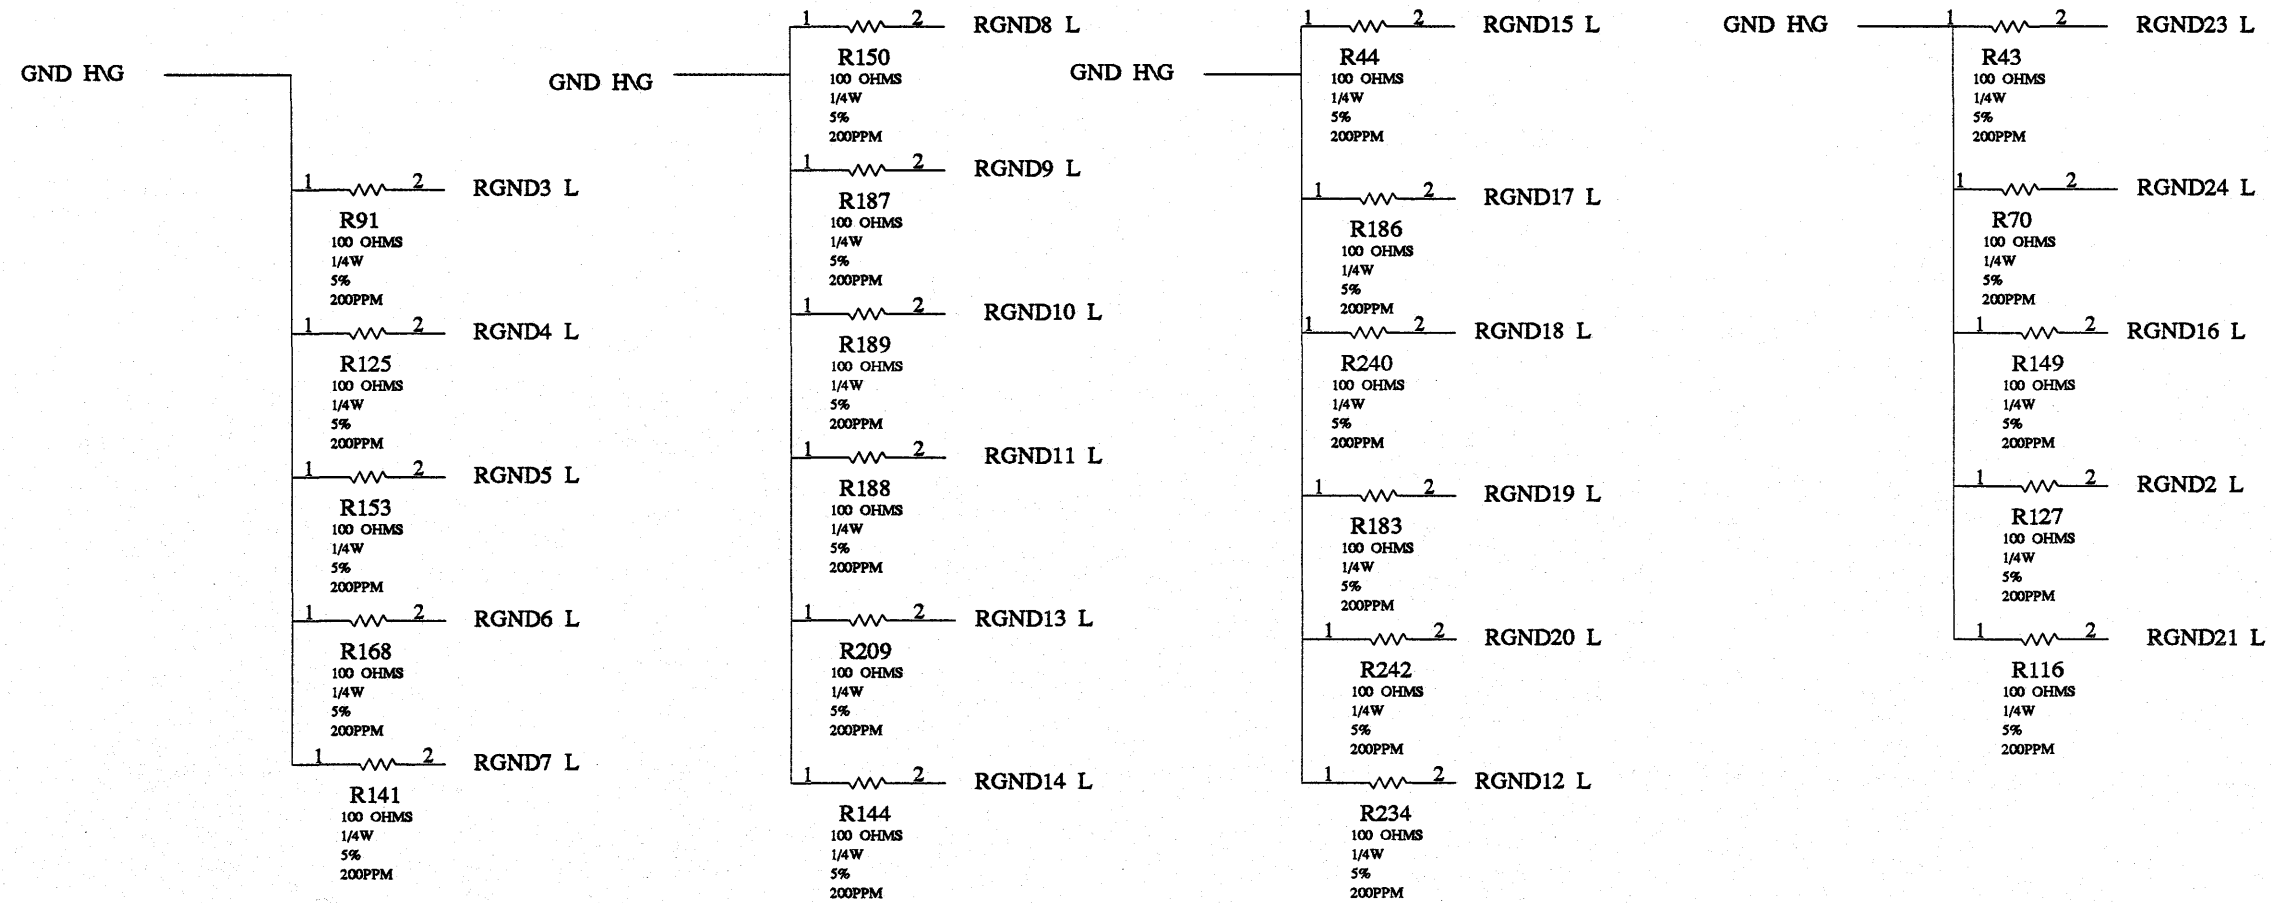 GND H\G
1 2 RGND3 L
R91
100 OHMS
1/4W
5%
200PPM
1 2 RGND4 L
R125
100 OHMS
1/4W
5%
200PPM
1 2 RGND5 L
R153
100 OHMS
1/4W
5%
200PPM
1 2 RGND6 L
R168
100 OHMS
1/4W
5%
200PPM
1 2 RGND7 L
R141
100 OHMS
1/4W
5%
200PPM
GND H\G
1 2 RGND8 L
R150
100 OHMS
1/4W
5%
200PPM
1 2 RGND9 L
R187
100 OHMS
1/4W
5%
200PPM
1 2 RGND10 L
R189
100 OHMS
1/4W
5%
200PPM
1 2 RGND11 L
R188
100 OHMS
1/4W
5%
200PPM
1 2 RGND13 L
R209
100 OHMS
1/4W
5%
200PPM
1 2 RGND14 L
R144
100 OHMS
1/4W
5%
200PPM
GND H\G
1 2 RGND15 L
R44
100 OHMS
1/4W
5%
200PPM
1 2 RGND17 L
R186
100 OHMS
1/4W
5%
200PPM
1 2 RGND18 L
R240
100 OHMS
1/4W
5%
200PPM
1 2 RGND19 L
R183
100 OHMS
1/4W
5%
200PPM
1 2 RGND20 L
R242
100 OHMS
1/4W
5%
200PPM
1 2 RGND12 L
R234
100 OHMS
1/4W
5%
200PPM
GND H\G
1 2 RGND23 L
R43
100 OHMS
1/4W
5%
200PPM
1 2 RGND24 L
R70
100 OHMS
1/4W
5%
200PPM
1 2 RGND16 L
R149
100 OHMS
1/4W
5%
200PPM
1 2 RGND2 L
R127
100 OHMS
1/4W
5%
200PPM
1 2 RGND21 L
R116
100 OHMS
1/4W
5%
200PPM